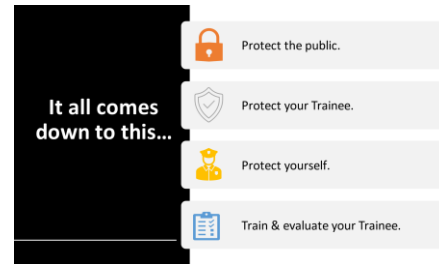 It all comes
down to this...
Protect the public.
Protect your Trainee.
Protect yourself.
Train & evaluate your Trainee.